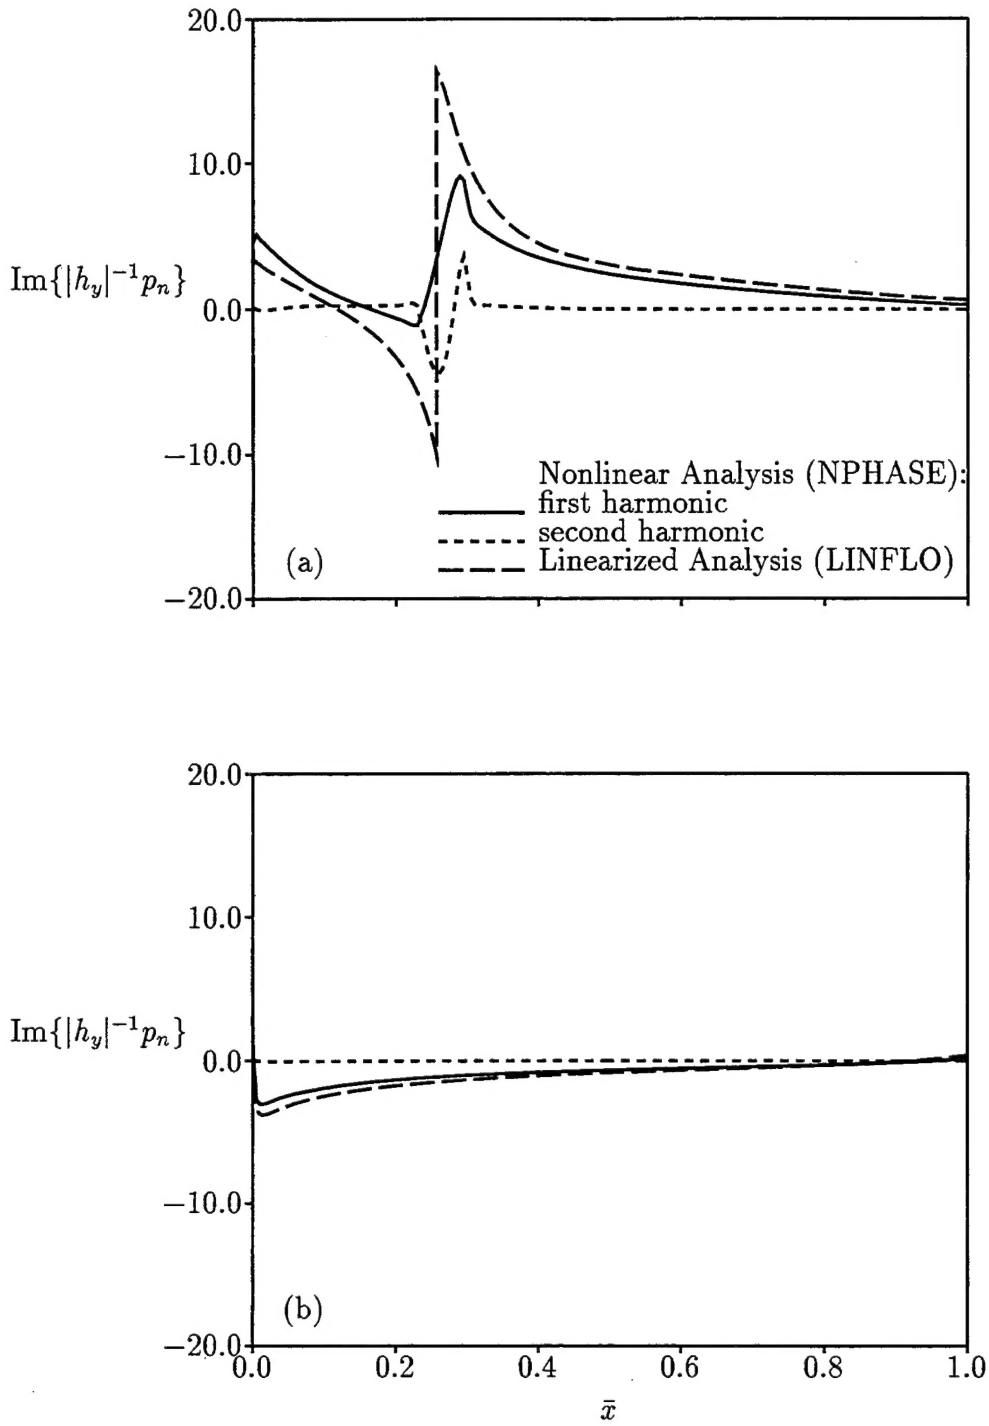 20.0
10.0
Im{|h_y|^{-1}p_n}
0.0
−10.0
Nonlinear Analysis (NPHASE):
first harmonic
second harmonic
(a)
Linearized Analysis (LINFLO)
−20.0
20.0
10.0
Im{|h_y|^{-1}p_n}
0.0
−10.0
(b)
−20.0
0.0 0.2 0.4 0.6 0.8 1.0
x̄